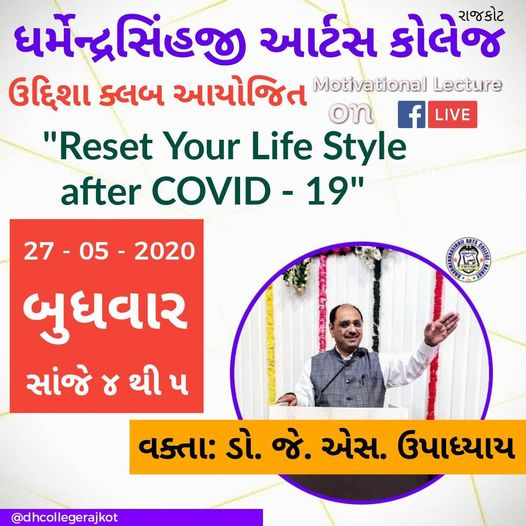 રાજકોટ
ધર્મેન્દ્રસિંહજી આર્ટસ કોલેજ
ઉદ્દિશા ક્લબ આયોજિત Motivational Lecture
on f LIVE
"Reset Your Life Style
after COVID - 19"
27 - 05 - 2020
બુધવાર
સાંજે ૪ થી ૫
વક્તા: ડો. જે. એસ. ઉપાધ્યાય
@dhcollegerajkot